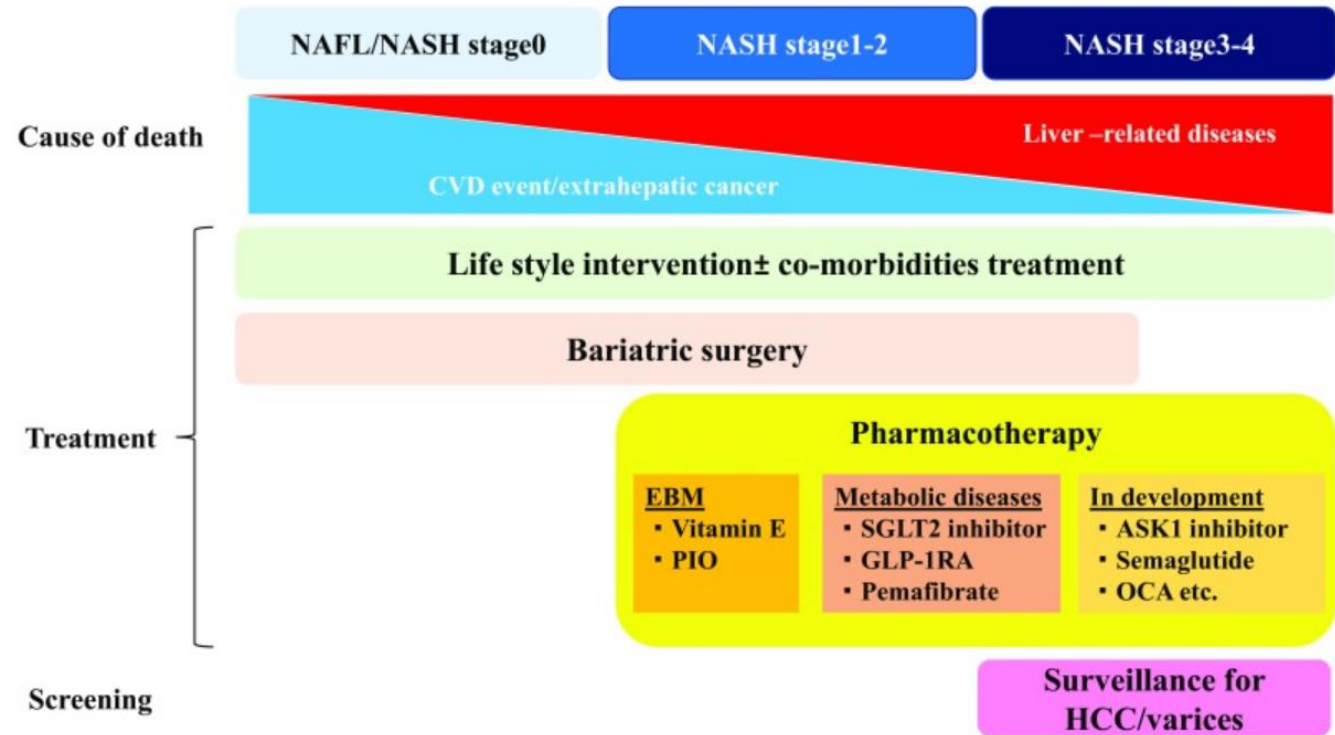 NAFL/NASH stage0
NASH stage1-2
NASH stage3-4
Cause of death
Liver –related diseases
CVD event/extrahepatic cancer
Treatment
Life style intervention± co-morbidities treatment
Bariatric surgery
Pharmacotherapy
EBM
・Vitamin E
・PIO
Metabolic diseases
・SGLT2 inhibitor
・GLP-1RA
・Pemafibrate
In development
・ASK1 inhibitor
・Semaglutide
・OCA etc.
Screening
Surveillance for
HCC/varices